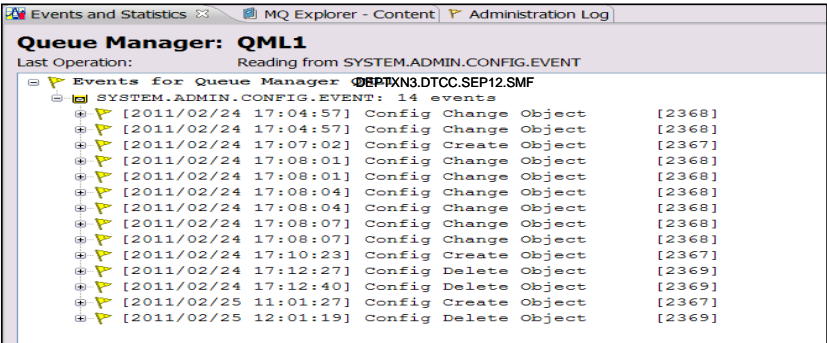 Events and Statistics MQ Explorer - Content Administration Log
Queue Manager: QML1
Last Operation: Reading from SYSTEM.ADMIN.CONFIG.EVENT
Events for Queue Manager DEPTXN3.DTCC.SEP12.SMF
SYSTEM.ADMIN.CONFIG.EVENT: 14 events
[2011/02/24 17:04:57] Config Change Object [2368]
[2011/02/24 17:04:57] Config Change Object [2368]
[2011/02/24 17:07:02] Config Create Object [2367]
[2011/02/24 17:08:01] Config Change Object [2368]
[2011/02/24 17:08:01] Config Change Object [2368]
[2011/02/24 17:08:04] Config Change Object [2368]
[2011/02/24 17:08:04] Config Change Object [2368]
[2011/02/24 17:08:07] Config Change Object [2368]
[2011/02/24 17:08:07] Config Change Object [2368]
[2011/02/24 17:10:23] Config Create Object [2367]
[2011/02/24 17:12:27] Config Delete Object [2369]
[2011/02/24 17:12:40] Config Delete Object [2369]
[2011/02/25 11:01:27] Config Create Object [2367]
[2011/02/25 12:01:19] Config Delete Object [2369]